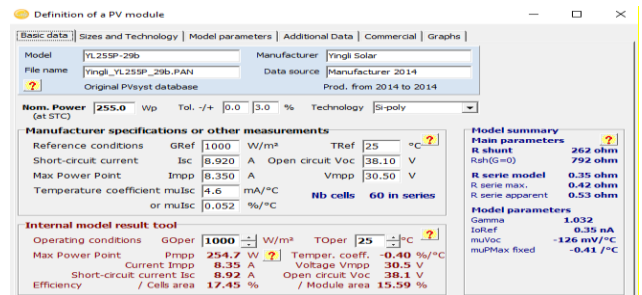 Definition of a PV module
Basic data | Sizes and Technology | Model parameters | Additional Data | Commercial | Graphs
Model YL255P-29b Manufacturer Yingli Solar
File name Yingli_YL255P_29b.PAN Data source Manufacturer 2014
? Original PVsyst database Prod. from 2014 to 2014
Nom. Power 255.0 Wp Tol. -/+ 0.0 3.0 % Technology Si-poly
(at STC)
Manufacturer specifications or other measurements
Reference conditions GRef 1000 W/m² TRef 25 °C ?
Short-circuit current Isc 8.920 A Open circuit Voc 38.10 V
Max Power Point Impp 8.350 A Vmpp 30.50 V
Temperature coefficient muIsc 4.6 mA/°C Nb cells 60 in series
or muIsc 0.052 %/°C
Internal model result tool
Operating conditions GOper 1000 W/m² TOper 25 °C ?
Max Power Point Pmpp 254.7 W ? Temper. coeff. -0.40 %/°C
Current Impp 8.35 A Voltage Vmpp 30.5 V
Short-circuit current Isc 8.92 A Open circuit Voc 38.1 V
Efficiency / Cells area 17.45 % / Module area 15.59 %
Model summary
Main parameters ?
R shunt 262 ohm
Rsh(G=0) 792 ohm
R serie model 0.35 ohm
R serie max. 0.42 ohm
R serie apparent 0.53 ohm
Model parameters
Gamma 1.032
IoRef 0.35 nA
muVoc -126 mV/°C
muPMax fixed -0.41 /°C